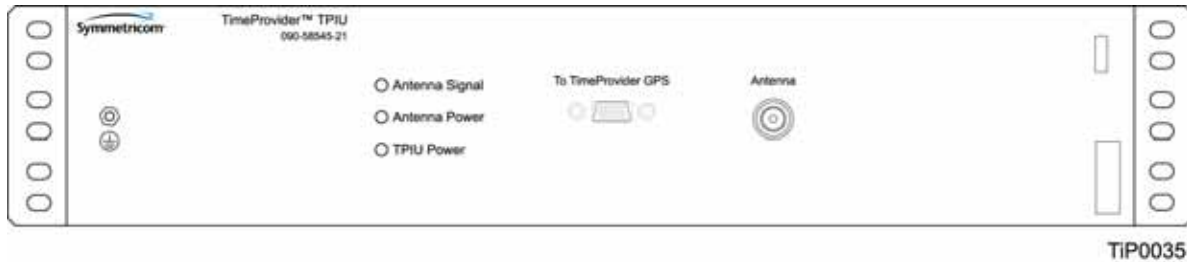 Symmetricom
TimeProvider™ TPIU
090-58545-21
Antenna Signal
Antenna Power
TPIU Power
To TimeProvider GPS
Antenna
TiP0035